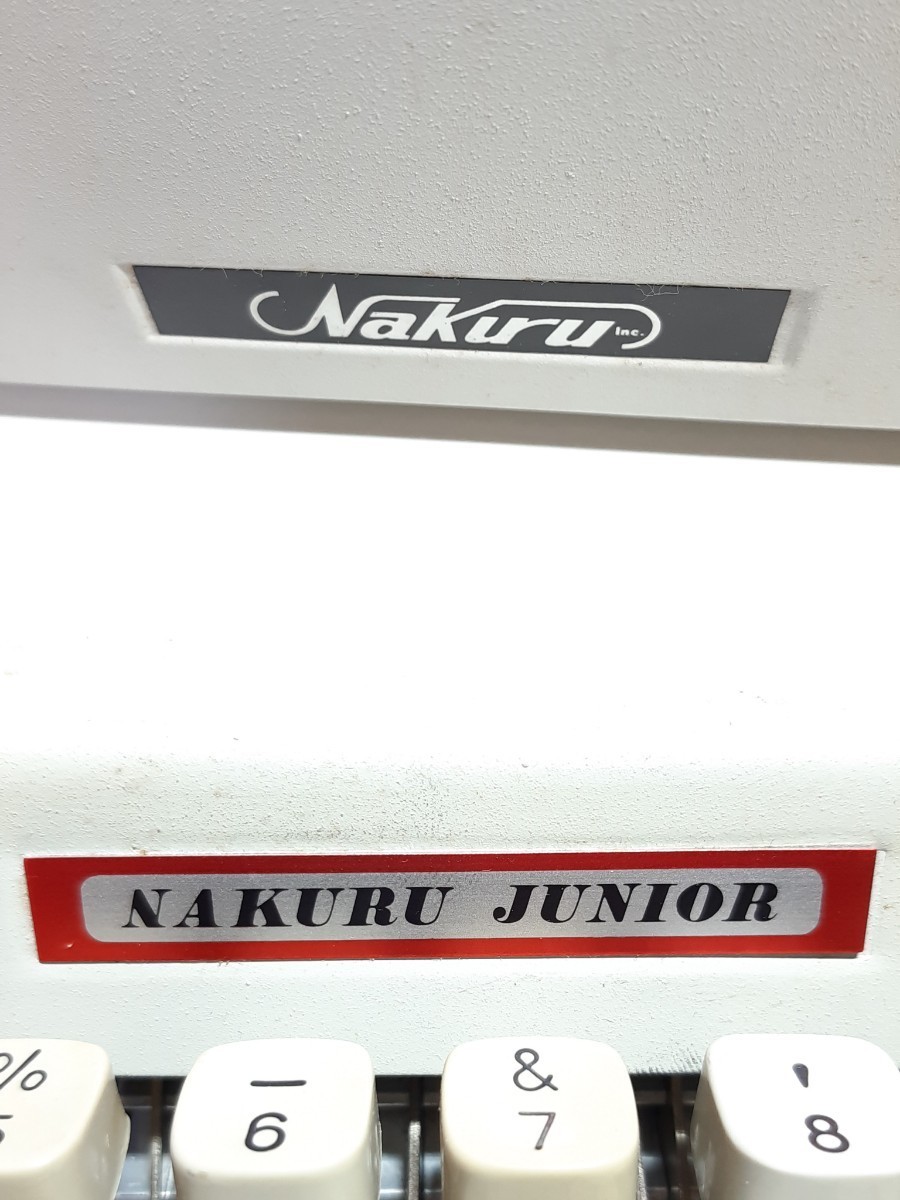 Nakuru Inc.
NAKURU JUNIOR
% _ & '
5 6 7 8